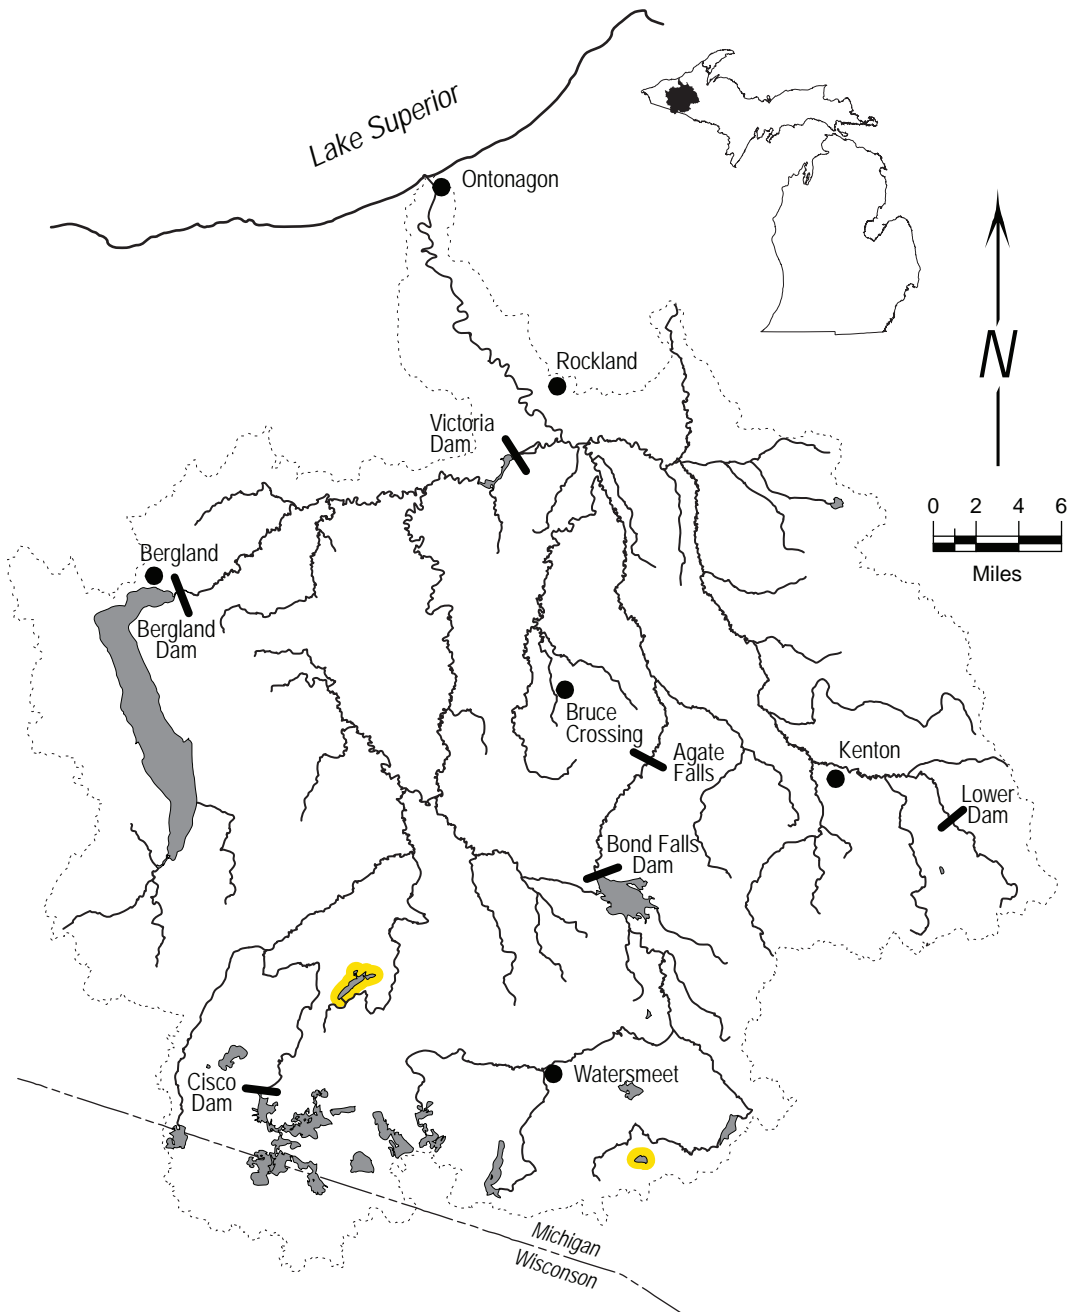 Lake Superior
Ontonagon
Rockland
N
Victoria
Dam
0 2 4 6
Miles
Bergland
Bergland
Dam
Bruce
Crossing
Agate
Falls
Kenton
Lower
Dam
Bond Falls
Dam
Cisco
Dam
Watersmeet
Michigan
Wisconson